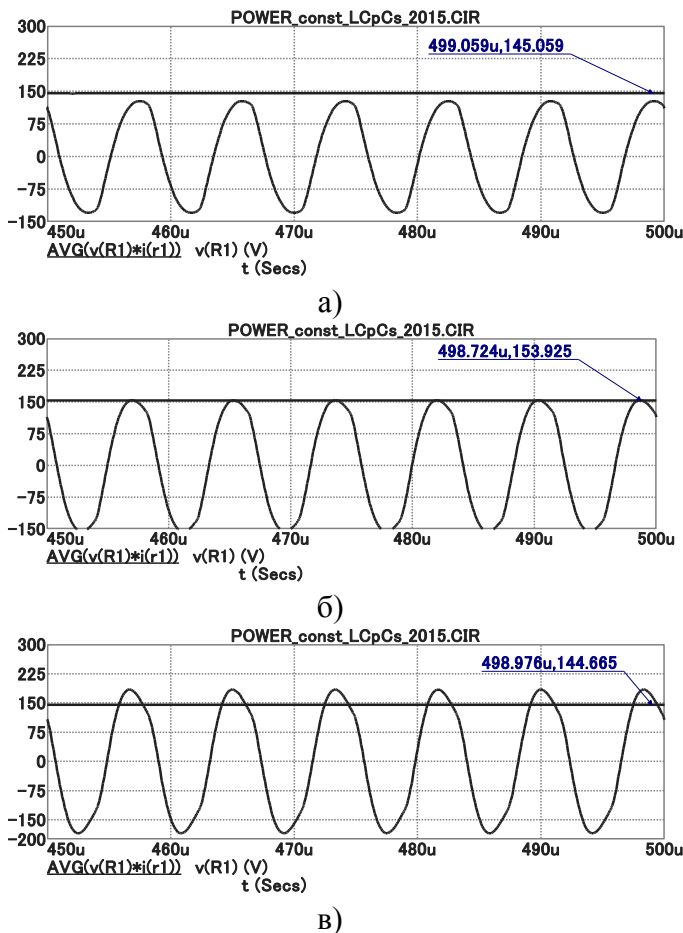 POWER_const_LCpCs_2015.CIR
300
499.059u,145.059
225
150
75
0
-75
-150
450u 460u 470u 480u 490u 500u
AVG(v(R1)*i(r1)) v(R1) (V)
t (Secs)
а)
POWER_const_LCpCs_2015.CIR
300
498.724u,153.925
225
150
75
0
-75
-150
450u 460u 470u 480u 490u 500u
AVG(v(R1)*i(r1)) v(R1) (V)
t (Secs)
б)
POWER_const_LCpCs_2015.CIR
300
498.976u,144.665
225
150
75
0
-75
-150
-200
450u 460u 470u 480u 490u 500u
AVG(v(R1)*i(r1)) v(R1) (V)
t (Secs)
в)